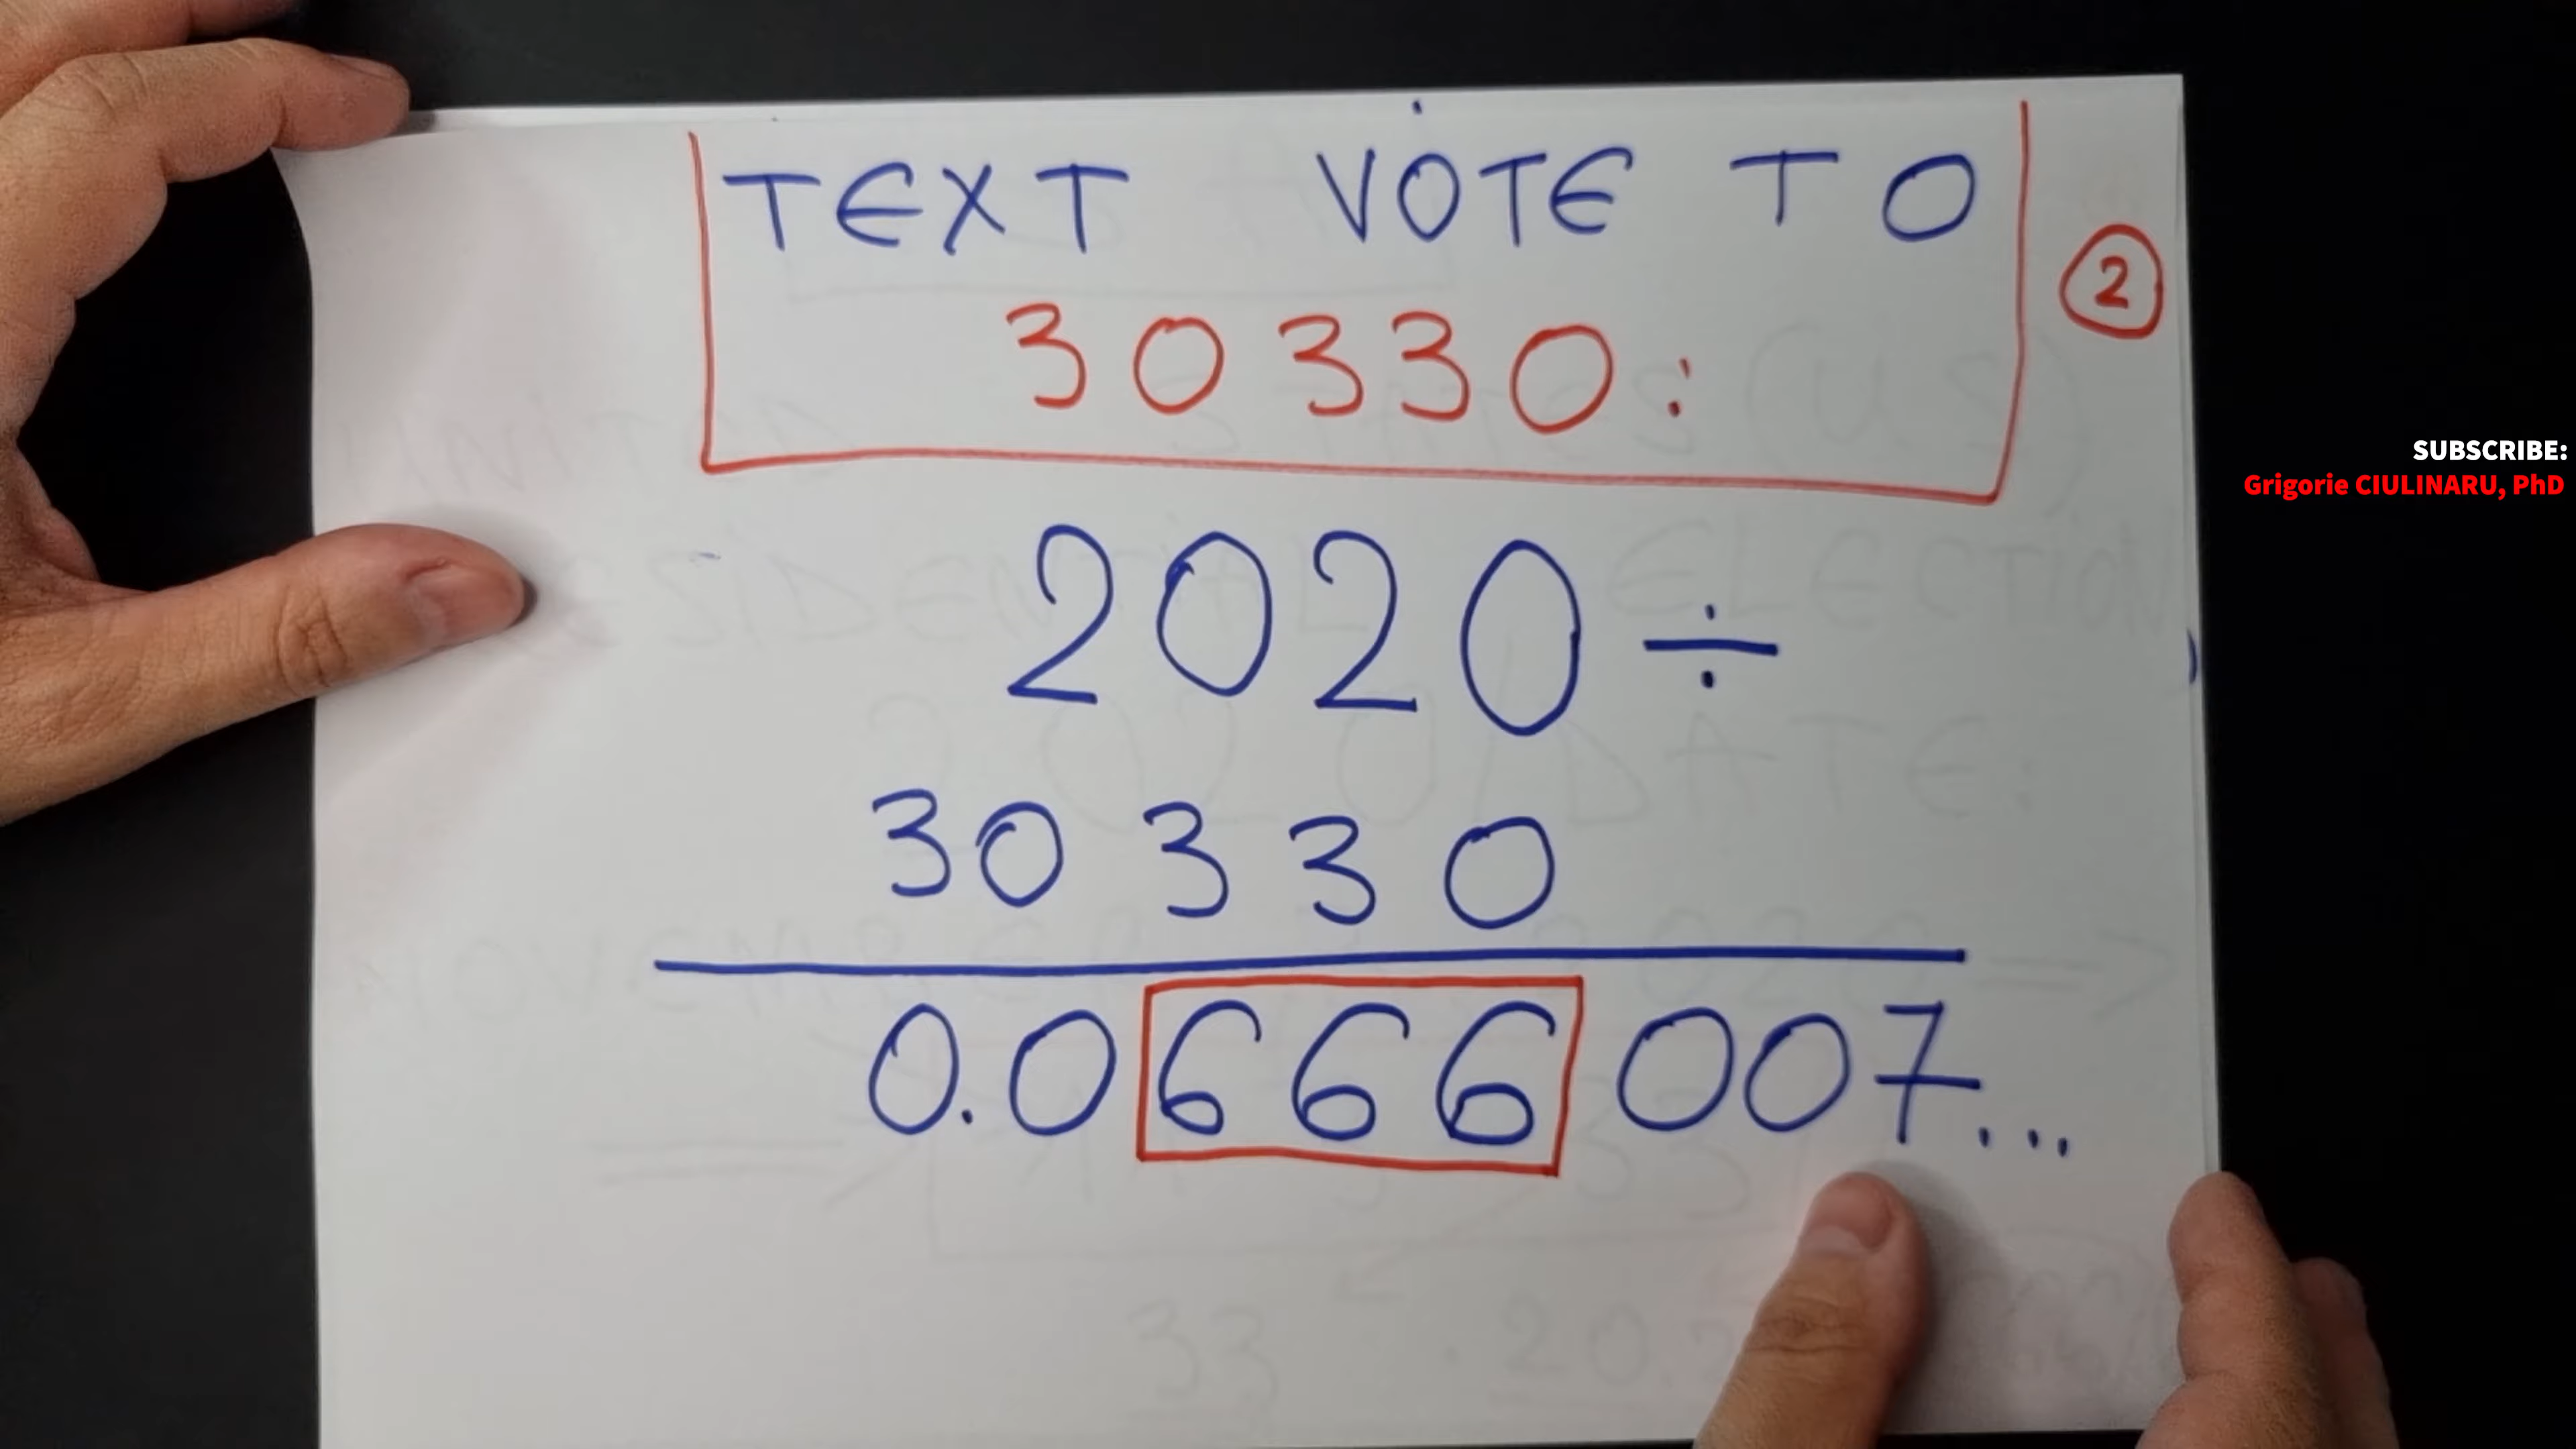 TEXT VOTE TO
30330:
2
SUBSCRIBE:
Grigorie CIULINARU, PhD
2020÷
30330
0.0666007...